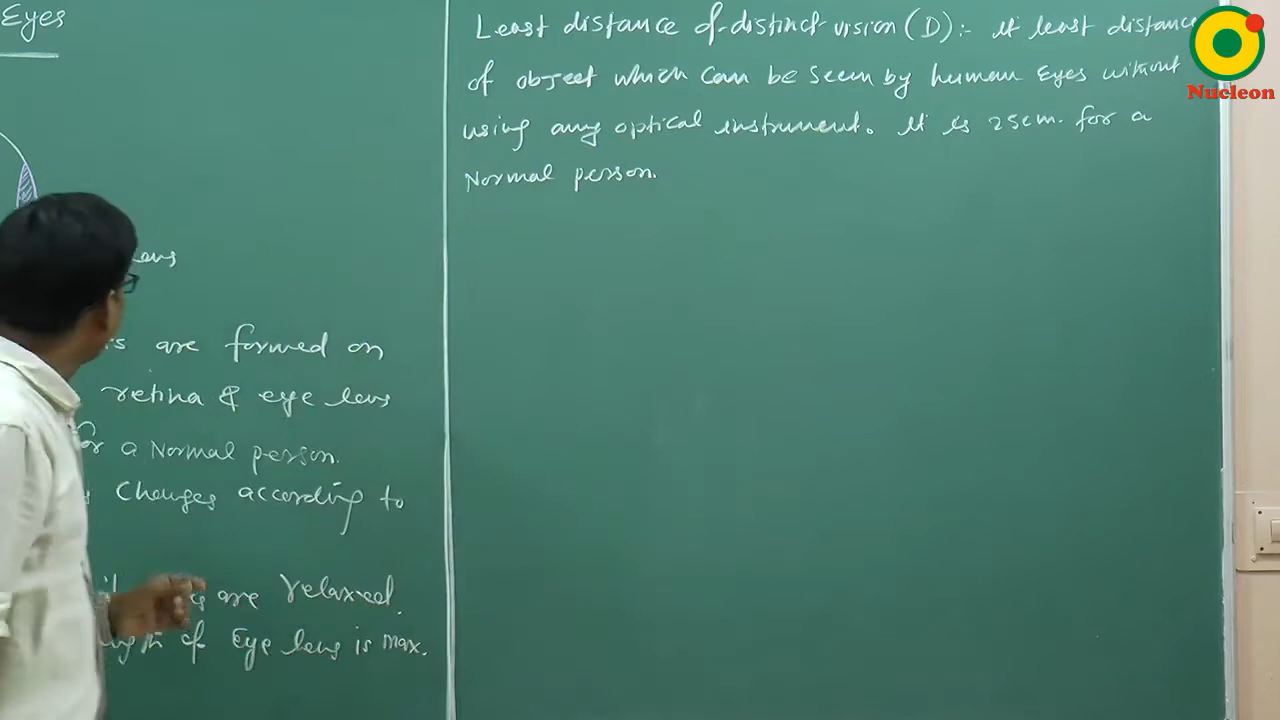 Eyes
lens
are formed on
retina & eye lens
for a Normal person.
Changes according to
are relaxed.
of Eye lens is max.
Least distance of distinct vision (D):- it least distance
of object which can be seen by human Eyes without
using any optical instrument. It is 25cm. for a
Normal person.
Nucleon